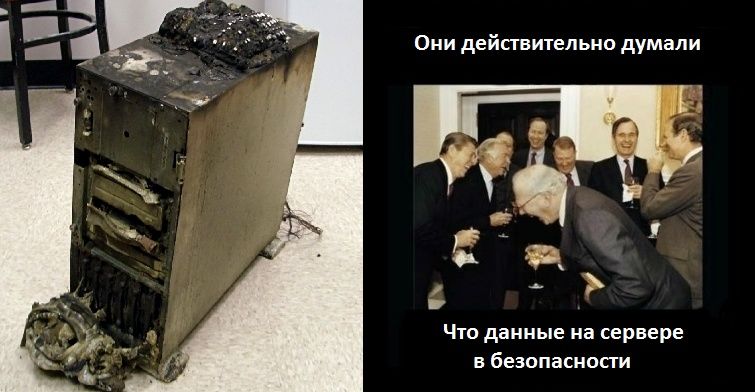 Они действительно думали
Что данные на сервере
в безопасности